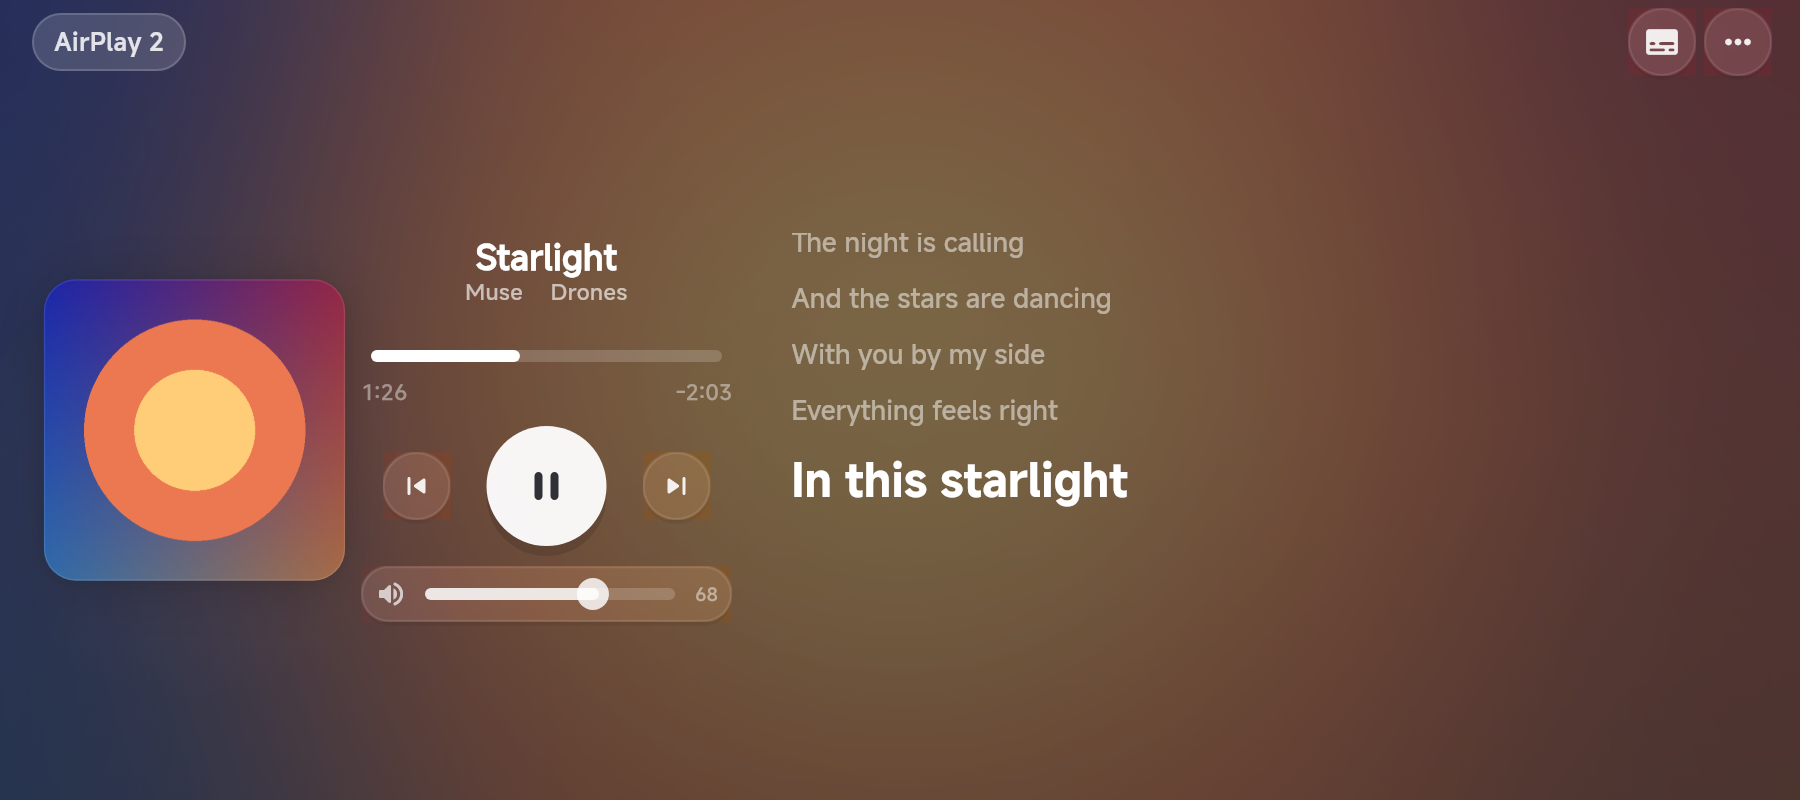 AirPlay 2
Starlight
Muse Drones
1:26 -2:03
68
The night is calling
And the stars are dancing
With you by my side
Everything feels right
In this starlight